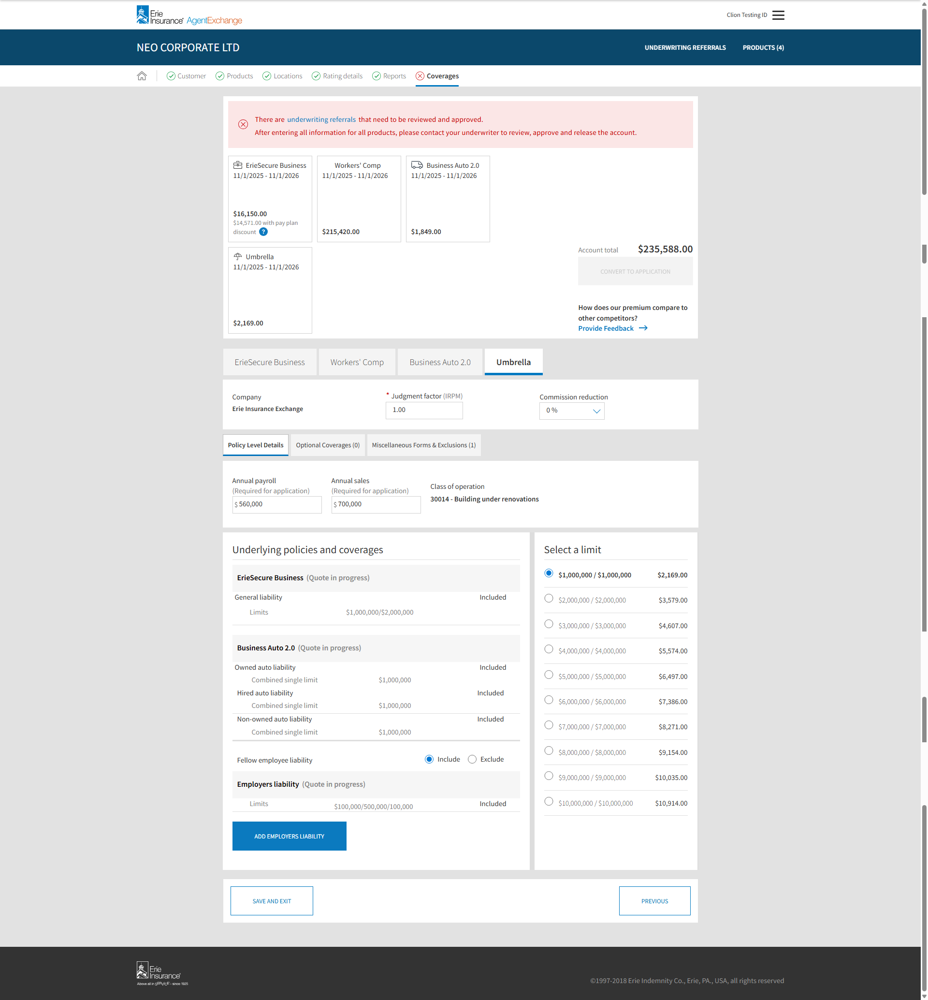 Erie
Insurance® AgentExchange
Clion Testing ID
NEO CORPORATE LTD
UNDERWRITING REFERRALS
PRODUCTS (4)
Customer
Products
Locations
Rating details
Reports
Coverages
There are underwriting referrals that need to be reviewed and approved.
After entering all information for all products, please contact your underwriter to review, approve and release the account.
ErieSecure Business
11/1/2025 - 11/1/2026
$16,150.00
$14,571.00 with pay plan
discount ?
Workers' Comp
11/1/2025 - 11/1/2026
$215,420.00
Business Auto 2.0
11/1/2025 - 11/1/2026
$1,849.00
Umbrella
11/1/2025 - 11/1/2026
$2,169.00
Account total $235,588.00
CONVERT TO APPLICATION
How does our premium compare to
other competitors?
Provide Feedback
ErieSecure Business
Workers' Comp
Business Auto 2.0
Umbrella
Company
Erie Insurance Exchange
* Judgment factor (IRPM)
1.00
Commission reduction
0 %
Policy Level Details
Optional Coverages (0)
Miscellaneous Forms & Exclusions (1)
Annual payroll
(Required for application)
$ 560,000
Annual sales
(Required for application)
$ 700,000
Class of operation
30014 - Building under renovations
Underlying policies and coverages
ErieSecure Business (Quote in progress)
General liability Included
Limits $1,000,000/$2,000,000
Business Auto 2.0 (Quote in progress)
Owned auto liability Included
Combined single limit $1,000,000
Hired auto liability Included
Combined single limit $1,000,000
Non-owned auto liability Included
Combined single limit $1,000,000
Fellow employee liability Include Exclude
Employers liability (Quote in progress)
Limits $100,000/500,000/100,000 Included
ADD EMPLOYERS LIABILITY
Select a limit
$1,000,000 / $1,000,000 $2,169.00
$2,000,000 / $2,000,000 $3,579.00
$3,000,000 / $3,000,000 $4,607.00
$4,000,000 / $4,000,000 $5,574.00
$5,000,000 / $5,000,000 $6,497.00
$6,000,000 / $6,000,000 $7,386.00
$7,000,000 / $7,000,000 $8,271.00
$8,000,000 / $8,000,000 $9,154.00
$9,000,000 / $9,000,000 $10,035.00
$10,000,000 / $10,000,000 $10,914.00
SAVE AND EXIT
PREVIOUS
Erie
Insurance®
Above all in SERVICE® - since 1925
©1997-2018 Erie Indemnity Co., Erie, PA., USA, all rights reserved